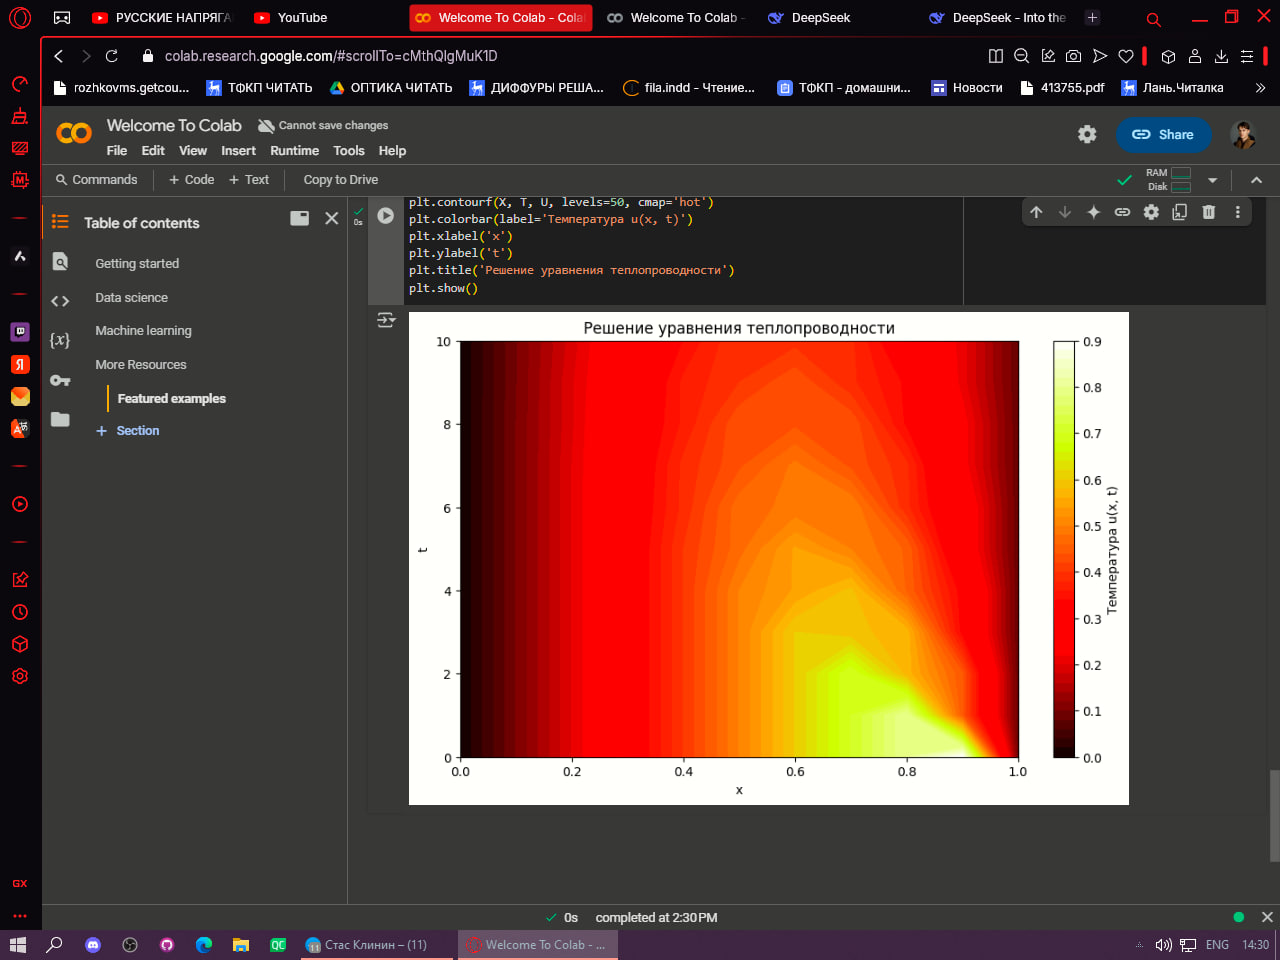 РУССКИЕ НАПРЯГА
YouTube
Welcome To Colab - Cola
Welcome To Colab -
DeepSeek
DeepSeek - Into the
colab.research.google.com/#scrollTo=cMthQlgMuK1D
rozhkovms.getcou...
ТФКП ЧИТАТЬ
ОПТИКА ЧИТАТЬ
ДИФФУРЫ РЕША...
fila.indd - Чтение...
ТФКП - домашни...
Новости
413755.pdf
Лань.Читалка
Welcome To Colab
Cannot save changes
File Edit View Insert Runtime Tools Help
Share
Commands
+ Code
+ Text
Copy to Drive
RAM
Disk
Table of contents
Getting started
Data science
Machine learning
More Resources
Featured examples
+ Section
0s
plt.contourf(X, T, U, levels=50, cmap='hot')
plt.colorbar(label='Температура u(x, t)')
plt.xlabel('x')
plt.ylabel('t')
plt.title('Решение уравнения теплопроводности')
plt.show()
Решение уравнения теплопроводности
10
8
6
4
2
0
t
0.0 0.2 0.4 0.6 0.8 1.0
x
0.9
0.8
0.7
0.6
0.5
0.4
0.3
0.2
0.1
0.0
Температура u(x, t)
GX
0s completed at 2:30 PM
QC
11
Стас Клинин – (11)
Welcome To Colab - ...
ENG
14:30